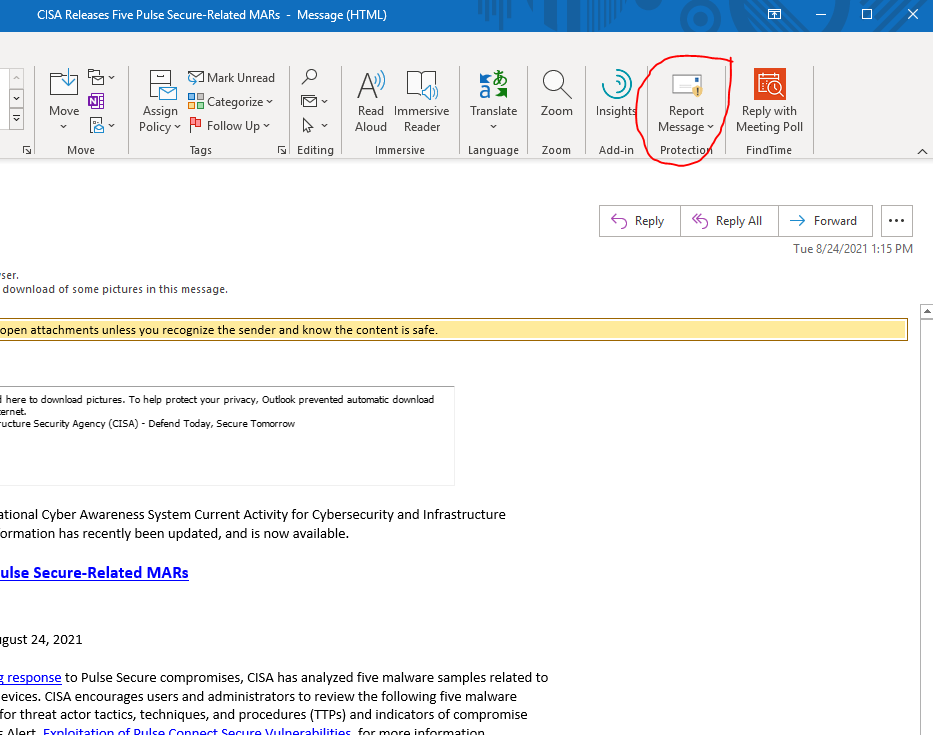 CISA Releases Five Pulse Secure-Related MARs - Message (HTML)
Move
Move
Assign
Policy
Mark Unread
Categorize
Follow Up
Tags
Editing
Read
Aloud
Immersive
Reader
Immersive
あ
a
Translate
Language
Zoom
Zoom
Insights
Add-in
Report
Message
Protection
Reply with
Meeting Poll
FindTime
Reply
Reply All
Forward
Tue 8/24/2021 1:15 PM
download of some pictures in this message.
open attachments unless you recognize the sender and know the content is safe.
here to download pictures. To help protect your privacy, Outlook prevented automatic download
ructure Security Agency (CISA) - Defend Today, Secure Tomorrow
ational Cyber Awareness System Current Activity for Cybersecurity and Infrastructure
formation has recently been updated, and is now available.
ulse Secure-Related MARs
ugust 24, 2021
g response to Pulse Secure compromises, CISA has analyzed five malware samples related to
evices. CISA encourages users and administrators to review the following five malware
for threat actor tactics, techniques, and procedures (TTPs) and indicators of compromise
s Alert, Exploitation of Pulse Connect Secure Vulnerabilities, for more information.